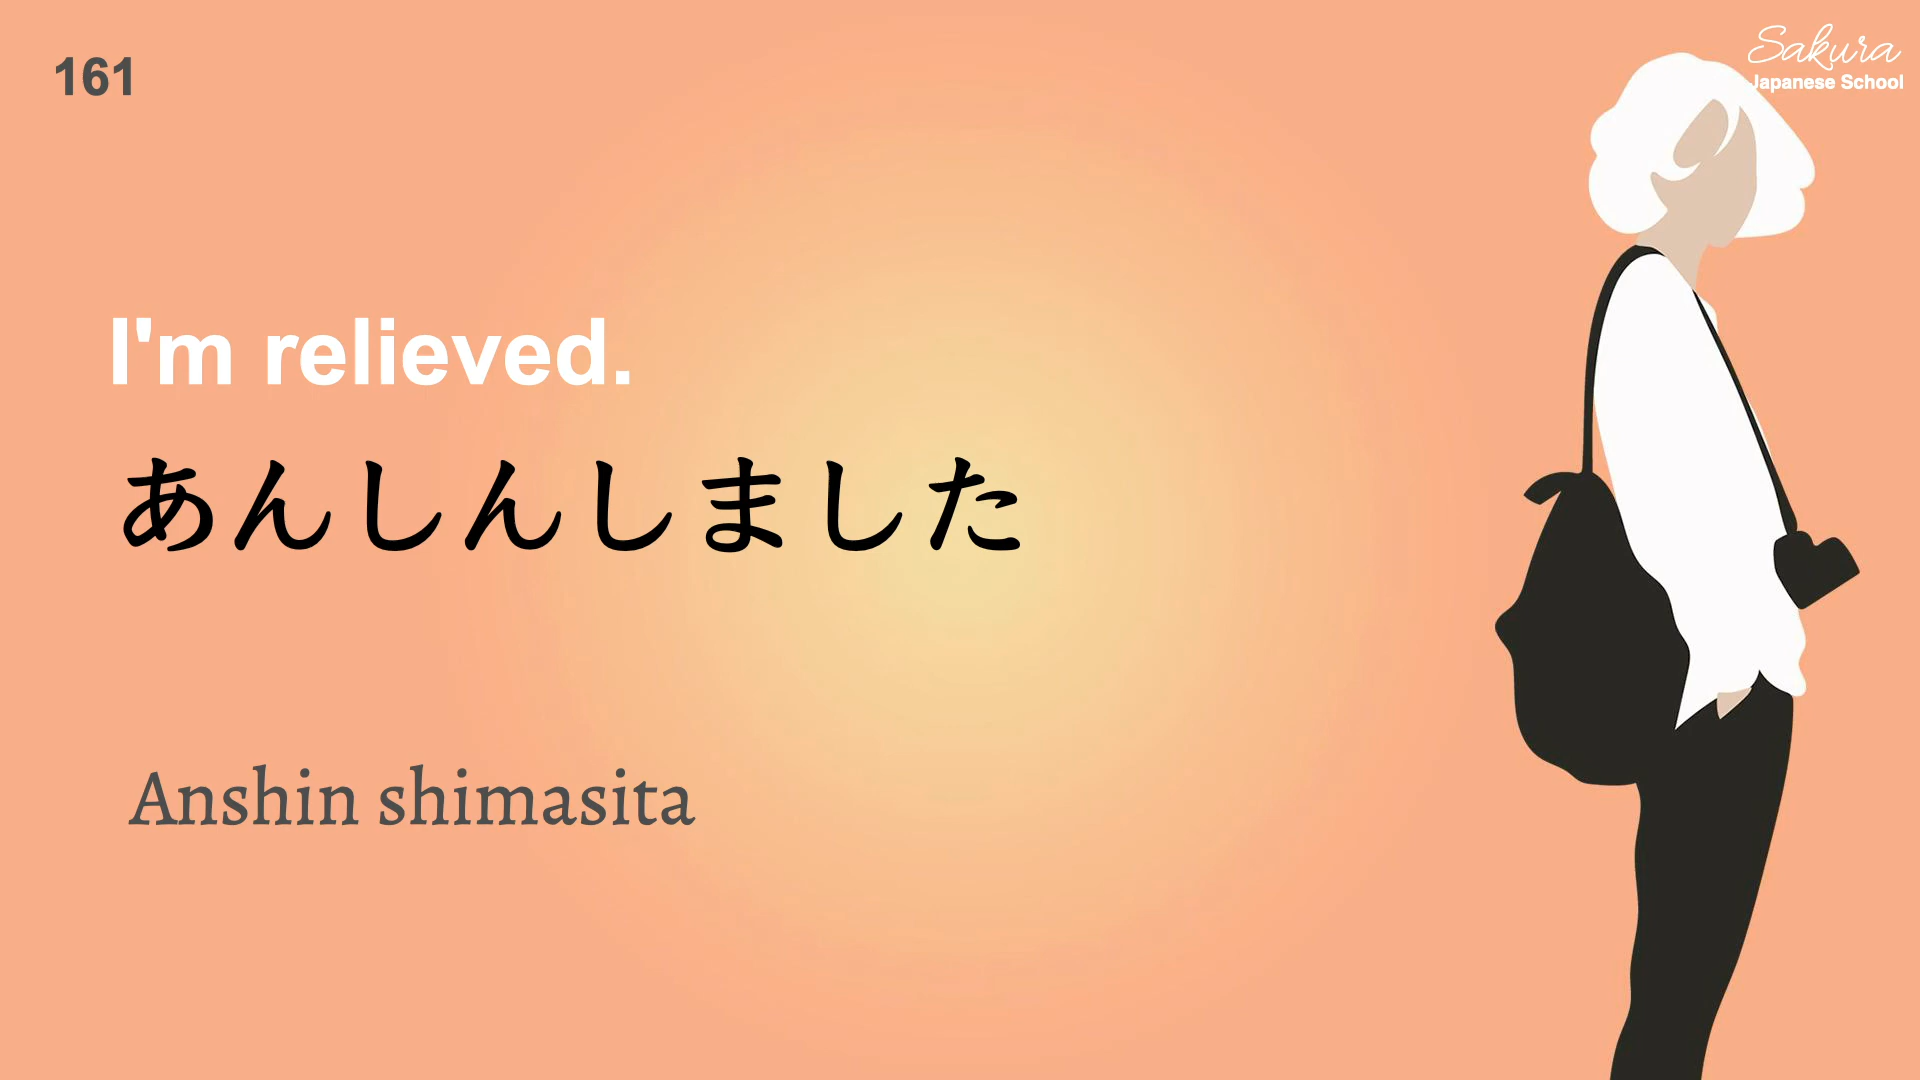 161
Sakura
Japanese School
I'm relieved.
あんしんしました
Anshin shimasita